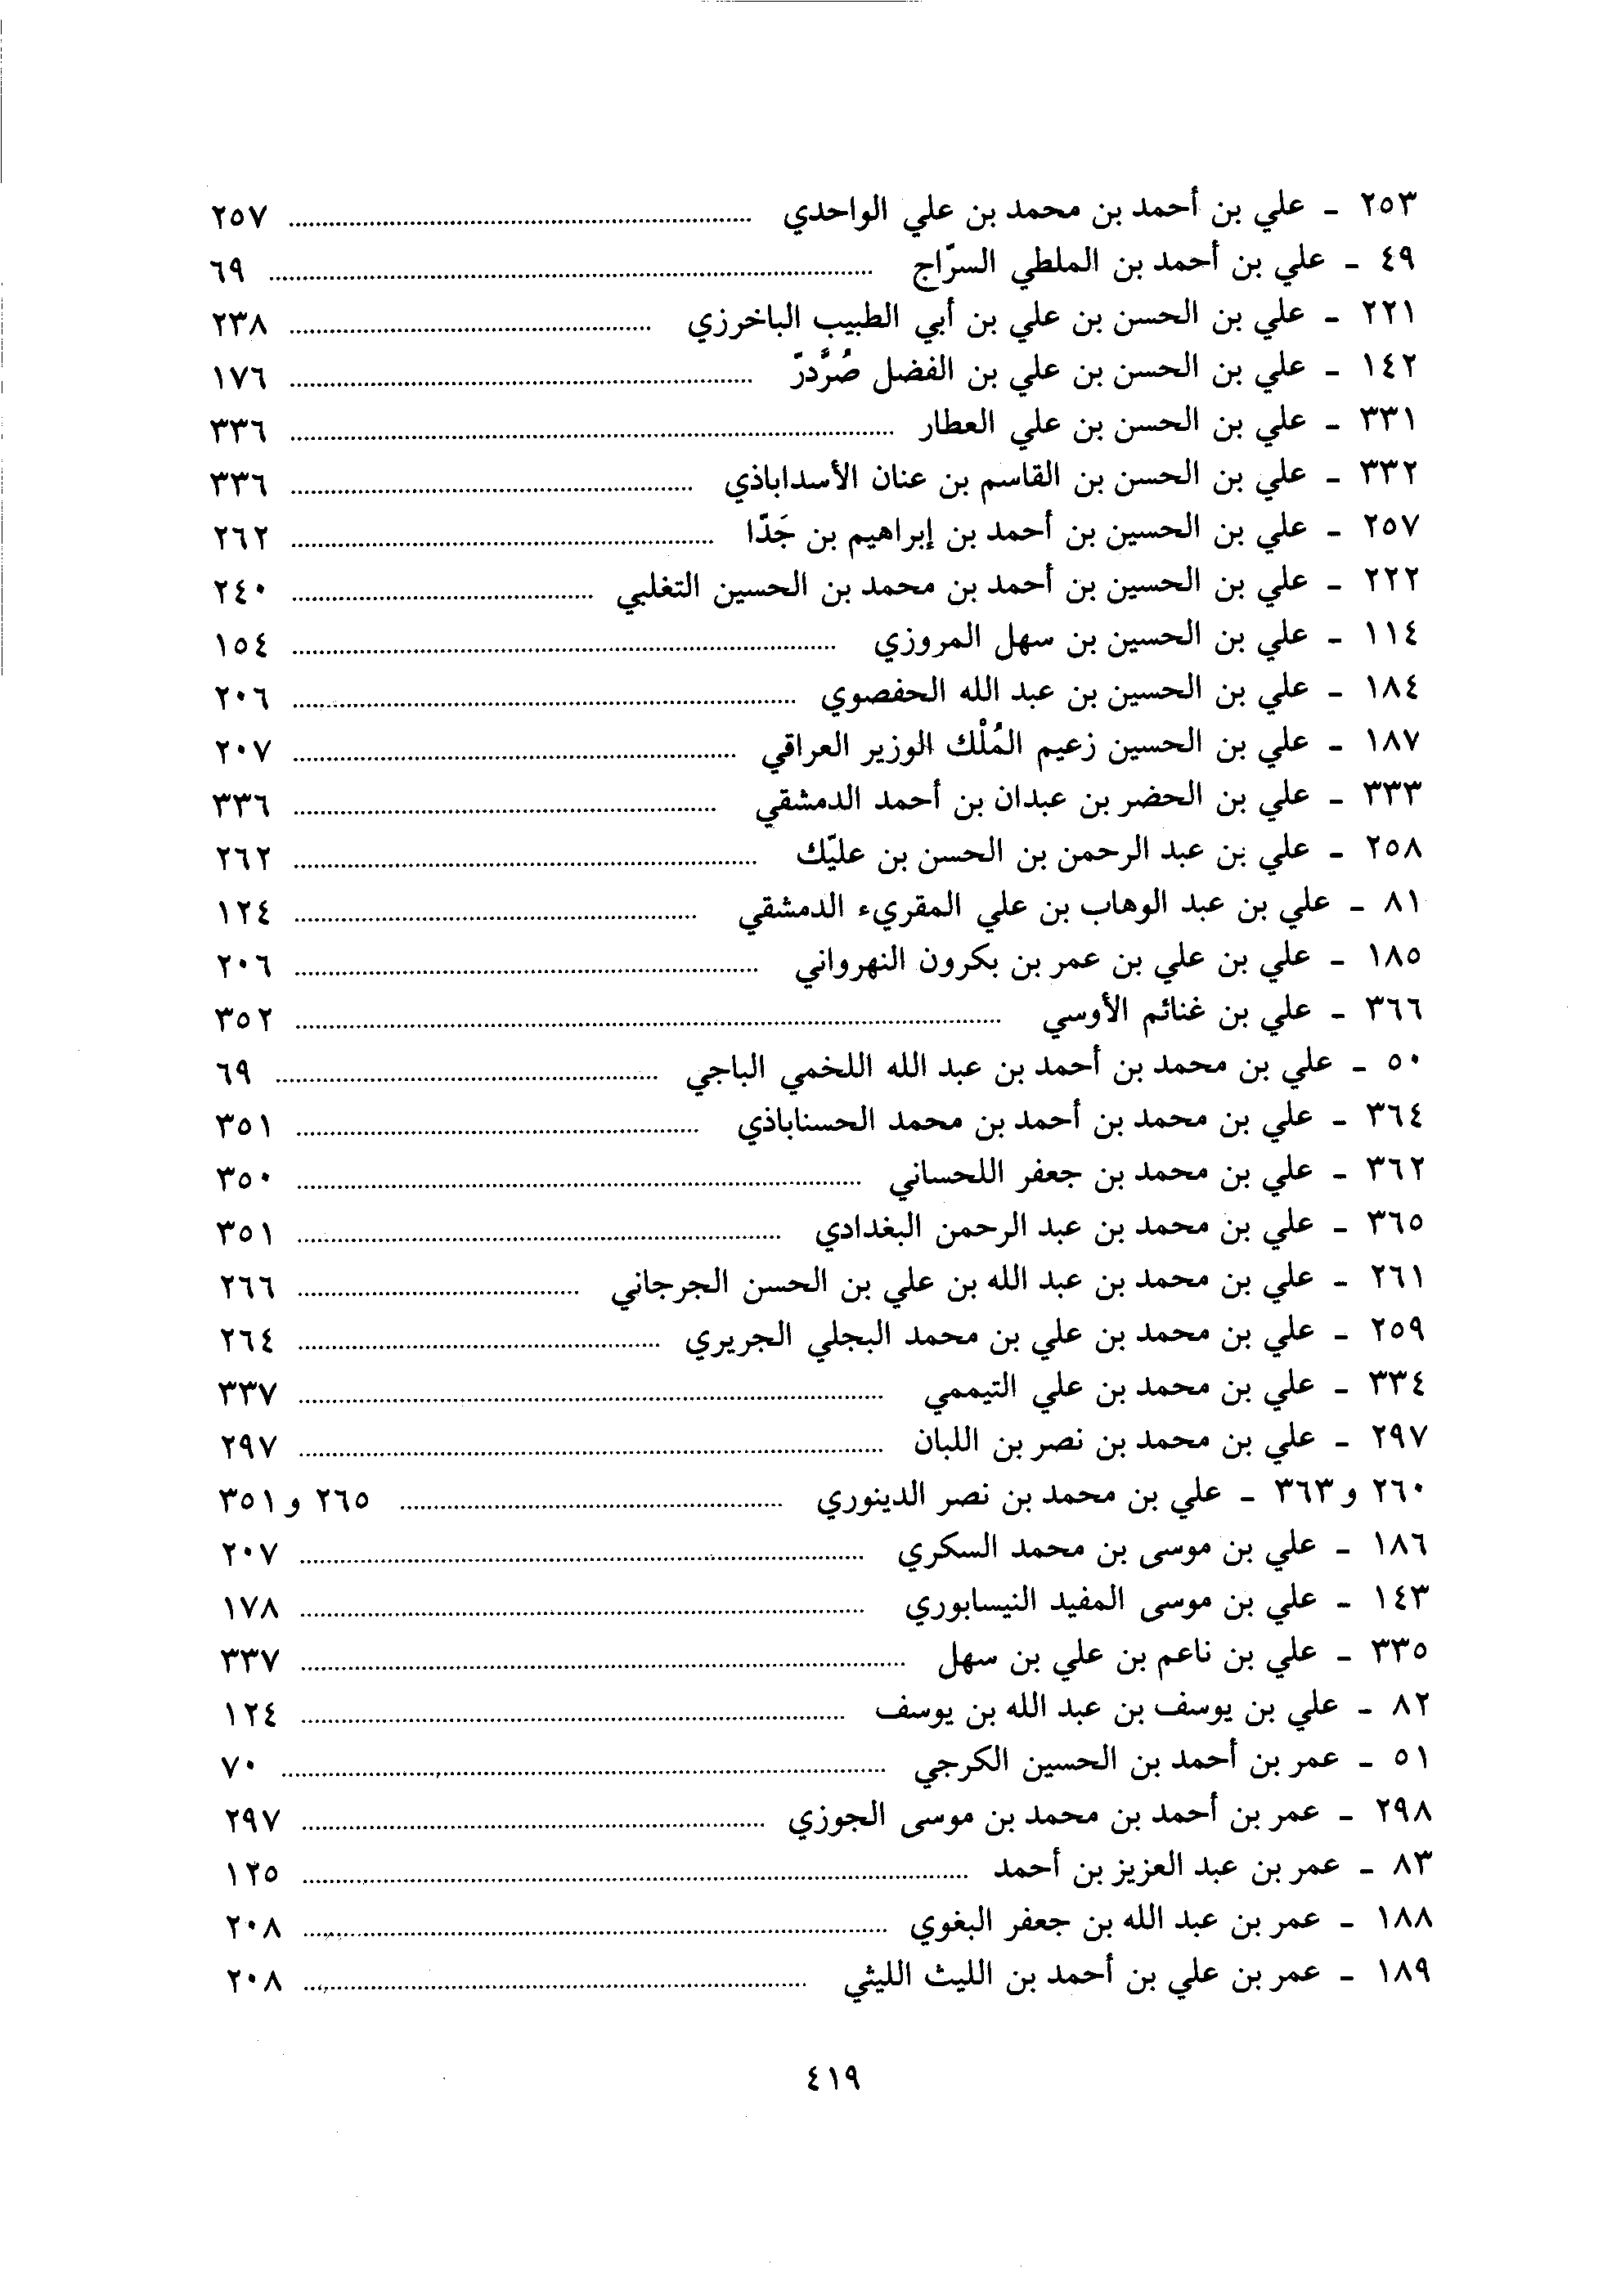 ٢٥٣ - علي بن أحمد بن محمد بن علي الواحدي ........ ٢٥٧
٤٩ - علي بن أحمد بن الملطي السرّاج ........ ٦٩
٢٢١ - علي بن الحسن بن علي بن أبي الطبيب الباخرزي ........ ٢٣٨
١٤٢ - علي بن الحسن بن علي بن الفضل صُرَّدرّ ........ ١٧٦
٣٣١ - علي بن الحسن بن علي العطار ........ ٣٣٦
٣٣٢ - علي بن الحسن بن القاسم بن عنان الأسداباذي ........ ٣٣٦
٢٥٧ - علي بن الحسين بن أحمد بن إبراهيم بن جَدّا ........ ٢٦٢
٢٢٢ - علي بن الحسين بن أحمد بن محمد بن الحسين التغلبي ........ ٢٤٠
١١٤ - علي بن الحسين بن سهل المروزي ........ ١٥٤
١٨٤ - علي بن الحسين بن عبد الله الحفصوي ........ ٢٠٦
١٨٧ - علي بن الحسين زعيم المُلْك الوزير العراقي ........ ٢٠٧
٣٣٣ - علي بن الحضر بن عبدان بن أحمد الدمشقي ........ ٣٣٦
٢٥٨ - علي بن عبد الرحمن بن الحسن بن عليّك ........ ٢٦٢
٨١ - علي بن عبد الوهاب بن علي المقريء الدمشقي ........ ١٢٤
١٨٥ - علي بن علي بن عمر بن بكرون النهرواني ........ ٢٠٦
٣٦٦ - علي بن غنائم الأوسي ........ ٣٥٢
٥٠ - علي بن محمد بن أحمد بن عبد الله اللخمي الباجي ........ ٦٩
٣٦٤ - علي بن محمد بن أحمد بن محمد الحسناباذي ........ ٣٥١
٣٦٢ - علي بن محمد بن جعفر اللحساني ........ ٣٥٠
٣٦٥ - علي بن محمد بن عبد الرحمن البغدادي ........ ٣٥١
٢٦١ - علي بن محمد بن عبد الله بن علي بن الحسن الجرجاني ........ ٢٦٦
٢٥٩ - علي بن محمد بن علي بن محمد البجلي الجريري ........ ٢٦٤
٣٣٤ - علي بن محمد بن علي التيممي ........ ٣٣٧
٢٩٧ - علي بن محمد بن نصر بن اللبان ........ ٢٩٧
٢٦٠ و ٣٦٣ - علي بن محمد بن نصر الدينوري ........ ٢٦٥ و ٣٥١
١٨٦ - علي بن موسى بن محمد السكري ........ ٢٠٧
١٤٣ - علي بن موسى المفيد النيسابوري ........ ١٧٨
٣٣٥ - علي بن ناعم بن علي بن سهل ........ ٣٣٧
٨٢ - علي بن يوسف بن عبد الله بن يوسف ........ ١٢٤
٥١ - عمر بن أحمد بن الحسين الكرجي ........ ٧٠
٢٩٨ - عمر بن أحمد بن محمد بن موسى الجوزي ........ ٢٩٧
٨٣ - عمر بن عبد العزيز بن أحمد ........ ١٢٥
١٨٨ - عمر بن عبد الله بن جعفر البغوي ........ ٢٠٨
١٨٩ - عمر بن علي بن أحمد بن الليث الليثي ........ ٢٠٨
٤١٩